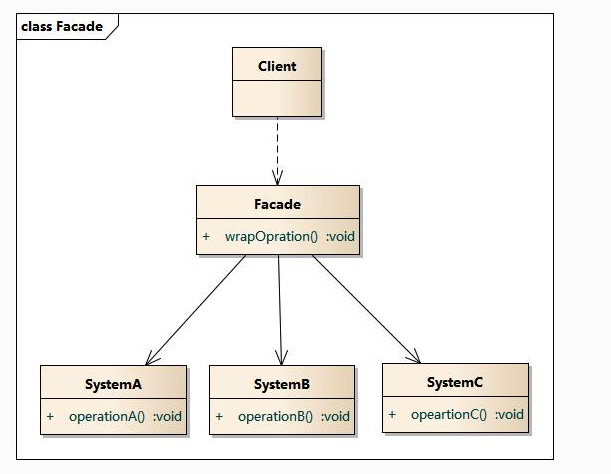 class Facade
Client
Facade
+ wrapOpration() :void
SystemA
+ operationA() :void
SystemB
+ operationB() :void
SystemC
+ opeartionC() :void